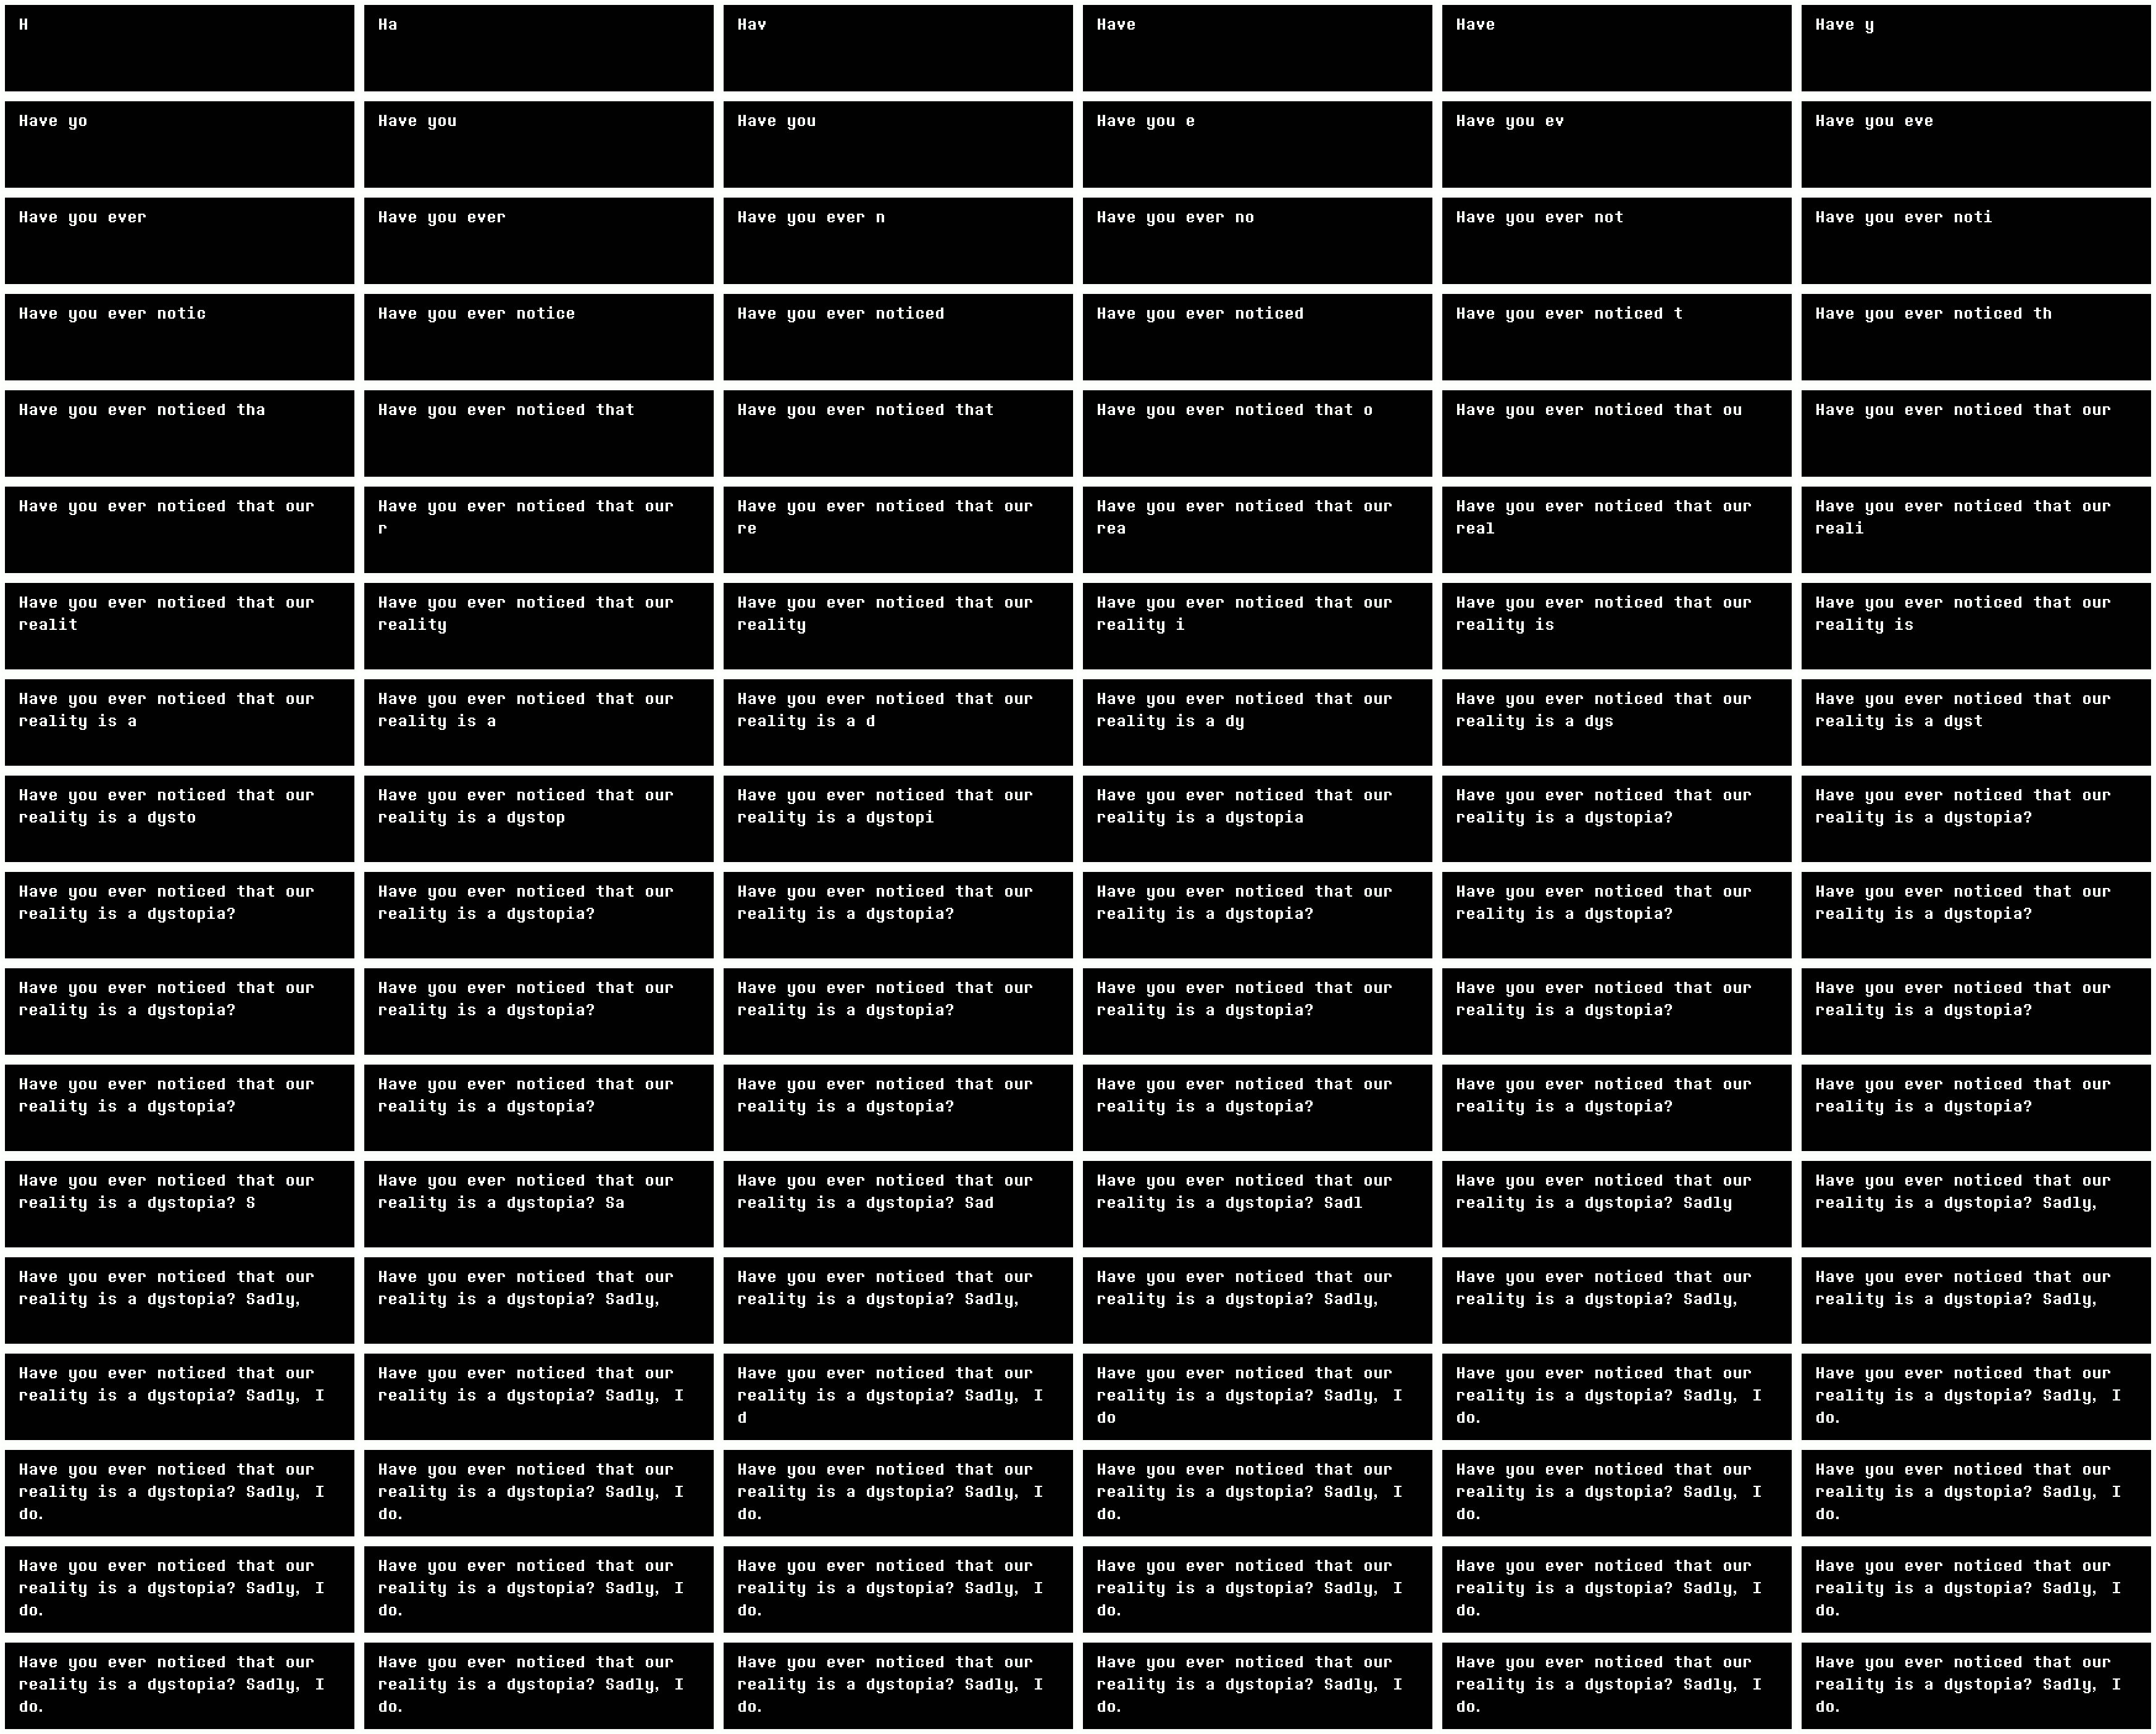 H
Ha
Hav
Have
Have
Have y
Have yo
Have you
Have you
Have you e
Have you ev
Have you eve
Have you ever
Have you ever
Have you ever n
Have you ever no
Have you ever not
Have you ever noti
Have you ever notic
Have you ever notice
Have you ever noticed
Have you ever noticed
Have you ever noticed t
Have you ever noticed th
Have you ever noticed tha
Have you ever noticed that
Have you ever noticed that
Have you ever noticed that o
Have you ever noticed that ou
Have you ever noticed that our
Have you ever noticed that our
Have you ever noticed that our
r
Have you ever noticed that our
re
Have you ever noticed that our
rea
Have you ever noticed that our
real
Have you ever noticed that our
reali
Have you ever noticed that our
realit
Have you ever noticed that our
reality
Have you ever noticed that our
reality
Have you ever noticed that our
reality i
Have you ever noticed that our
reality is
Have you ever noticed that our
reality is
Have you ever noticed that our
reality is a
Have you ever noticed that our
reality is a
Have you ever noticed that our
reality is a d
Have you ever noticed that our
reality is a dy
Have you ever noticed that our
reality is a dys
Have you ever noticed that our
reality is a dyst
Have you ever noticed that our
reality is a dysto
Have you ever noticed that our
reality is a dystop
Have you ever noticed that our
reality is a dystopi
Have you ever noticed that our
reality is a dystopia
Have you ever noticed that our
reality is a dystopia?
Have you ever noticed that our
reality is a dystopia?
Have you ever noticed that our
reality is a dystopia?
Have you ever noticed that our
reality is a dystopia?
Have you ever noticed that our
reality is a dystopia?
Have you ever noticed that our
reality is a dystopia?
Have you ever noticed that our
reality is a dystopia?
Have you ever noticed that our
reality is a dystopia?
Have you ever noticed that our
reality is a dystopia?
Have you ever noticed that our
reality is a dystopia?
Have you ever noticed that our
reality is a dystopia?
Have you ever noticed that our
reality is a dystopia?
Have you ever noticed that our
reality is a dystopia?
Have you ever noticed that our
reality is a dystopia?
Have you ever noticed that our
reality is a dystopia?
Have you ever noticed that our
reality is a dystopia?
Have you ever noticed that our
reality is a dystopia?
Have you ever noticed that our
reality is a dystopia?
Have you ever noticed that our
reality is a dystopia?
Have you ever noticed that our
reality is a dystopia?
Have you ever noticed that our
reality is a dystopia? S
Have you ever noticed that our
reality is a dystopia? Sa
Have you ever noticed that our
reality is a dystopia? Sad
Have you ever noticed that our
reality is a dystopia? Sadl
Have you ever noticed that our
reality is a dystopia? Sadly
Have you ever noticed that our
reality is a dystopia? Sadly,
Have you ever noticed that our
reality is a dystopia? Sadly,
Have you ever noticed that our
reality is a dystopia? Sadly,
Have you ever noticed that our
reality is a dystopia? Sadly,
Have you ever noticed that our
reality is a dystopia? Sadly,
Have you ever noticed that our
reality is a dystopia? Sadly,
Have you ever noticed that our
reality is a dystopia? Sadly,
Have you ever noticed that our
reality is a dystopia? Sadly, I
Have you ever noticed that our
reality is a dystopia? Sadly, I
Have you ever noticed that our
reality is a dystopia? Sadly, I
d
Have you ever noticed that our
reality is a dystopia? Sadly, I
do
Have you ever noticed that our
reality is a dystopia? Sadly, I
do.
Have you ever noticed that our
reality is a dystopia? Sadly, I
do.
Have you ever noticed that our
reality is a dystopia? Sadly, I
do.
Have you ever noticed that our
reality is a dystopia? Sadly, I
do.
Have you ever noticed that our
reality is a dystopia? Sadly, I
do.
Have you ever noticed that our
reality is a dystopia? Sadly, I
do.
Have you ever noticed that our
reality is a dystopia? Sadly, I
do.
Have you ever noticed that our
reality is a dystopia? Sadly, I
do.
Have you ever noticed that our
reality is a dystopia? Sadly, I
do.
Have you ever noticed that our
reality is a dystopia? Sadly, I
do.
Have you ever noticed that our
reality is a dystopia? Sadly, I
do.
Have you ever noticed that our
reality is a dystopia? Sadly, I
do.
Have you ever noticed that our
reality is a dystopia? Sadly, I
do.
Have you ever noticed that our
reality is a dystopia? Sadly, I
do.
Have you ever noticed that our
reality is a dystopia? Sadly, I
do.
Have you ever noticed that our
reality is a dystopia? Sadly, I
do.
Have you ever noticed that our
reality is a dystopia? Sadly, I
do.
Have you ever noticed that our
reality is a dystopia? Sadly, I
do.
Have you ever noticed that our
reality is a dystopia? Sadly, I
do.
Have you ever noticed that our
reality is a dystopia? Sadly, I
do.